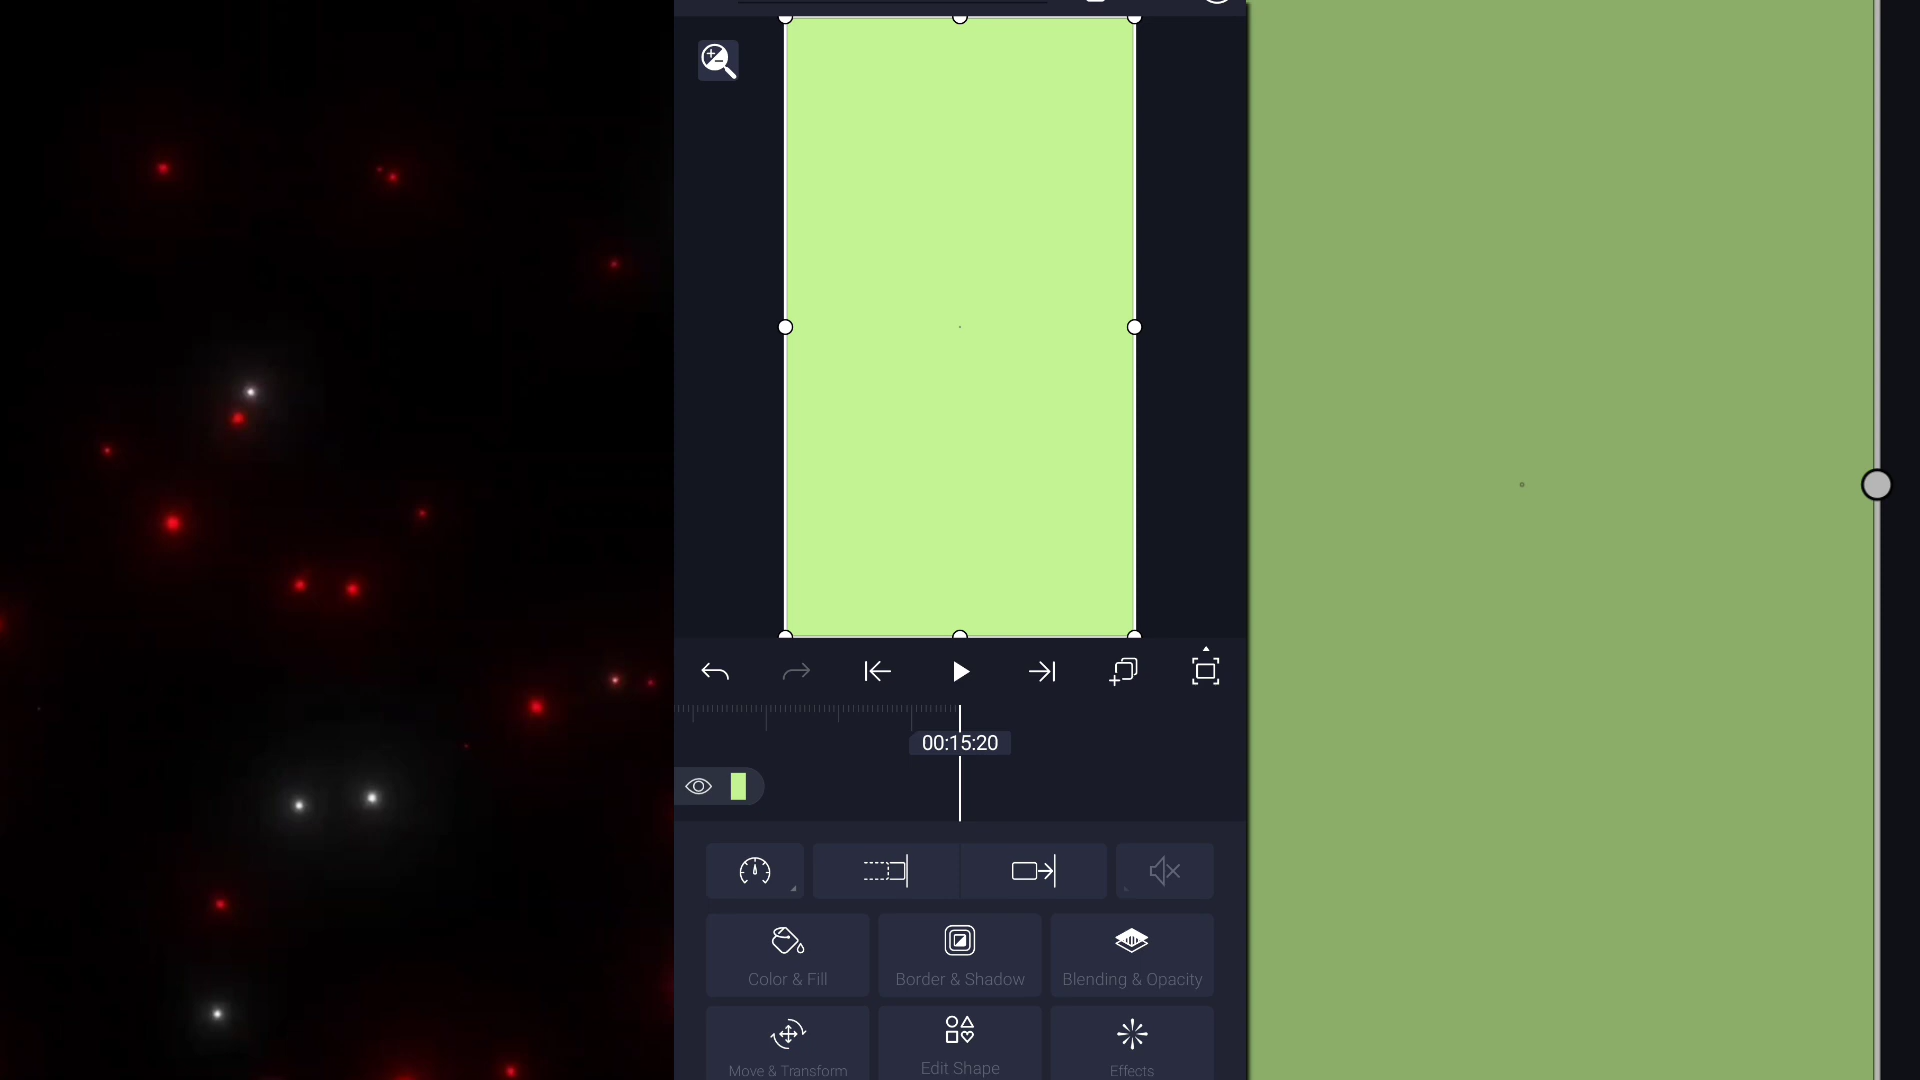 00:15:20
Color & Fill
Border & Shadow
Blending & Opacity
Move & Transform
Edit Shape
Effects